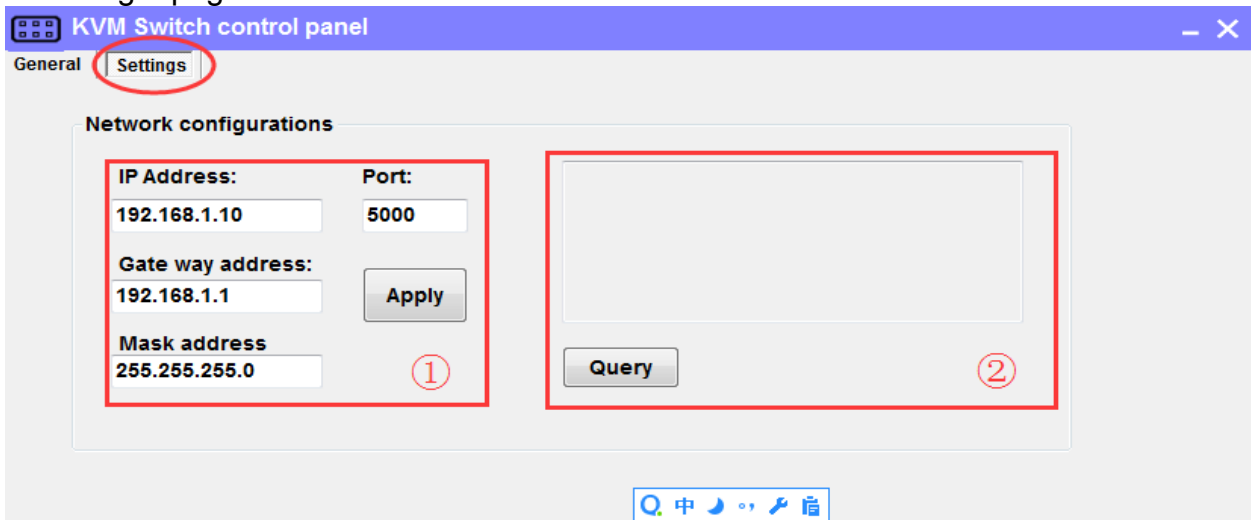 KVM Switch control panel
General Settings
Network configurations
IP Address: Port:
192.168.1.10 5000
Gate way address:
192.168.1.1 Apply
Mask address
255.255.255.0
①
Query
②
中